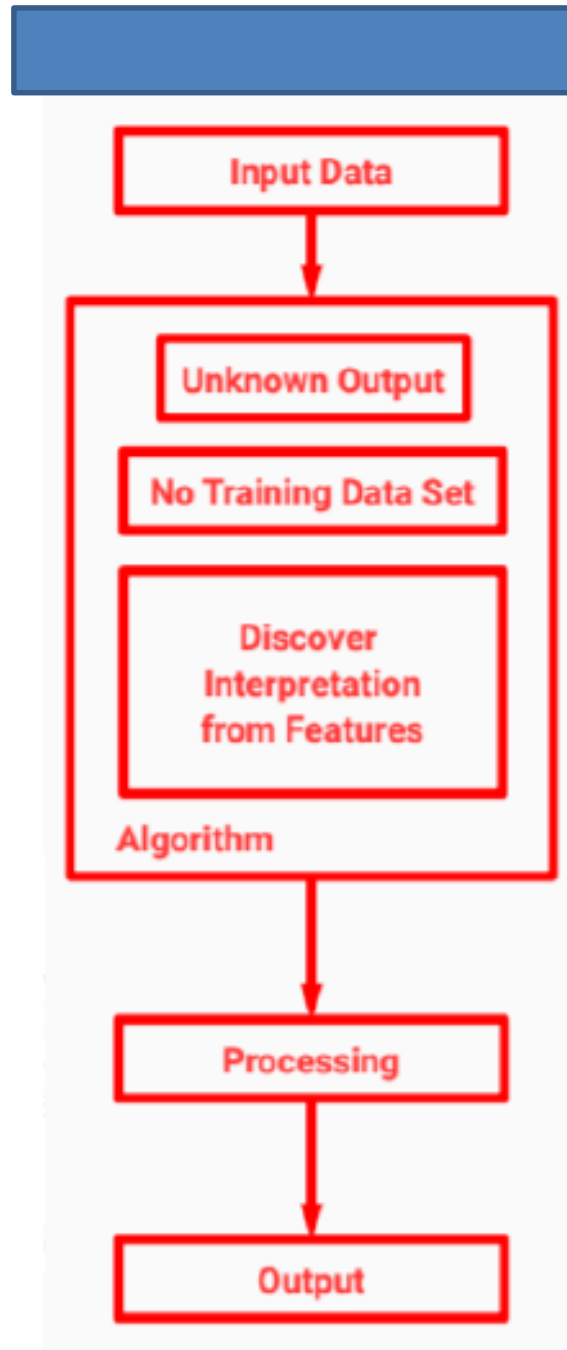 Input Data
Unknown Output
No Training Data Set
Discover
Interpretation
from Features
Algorithm
Processing
Output